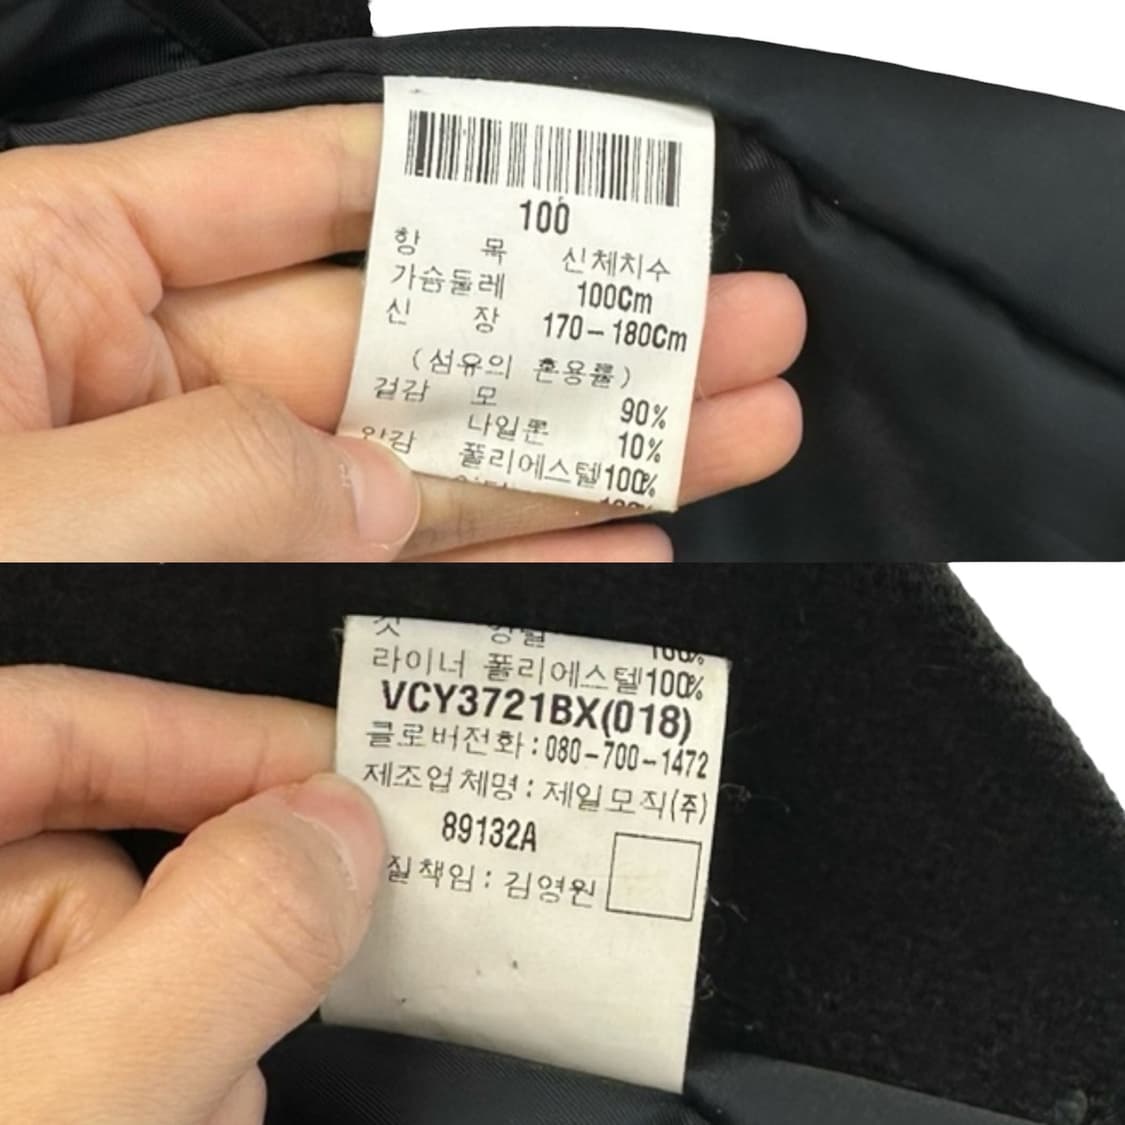 100
항 목 신체치수
가슴둘레 100Cm
신 장 170-180Cm
(섬유의 혼용률)
겉감 모 90%
나일론 10%
안감 폴리에스텔100%
100%
깃 100%
라이너 폴리에스텔100%
VCY3721BX(018)
클로버전화:080-700-1472
제조업체명:제일모직(주)
89132A
질책임:김영원